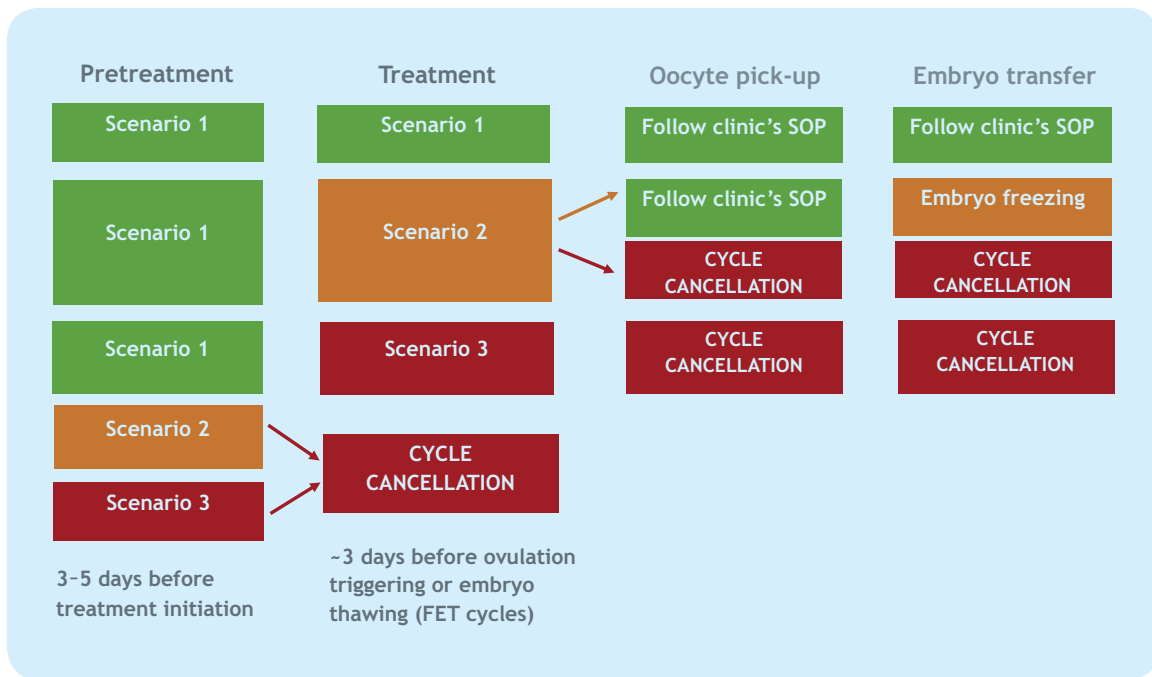 Pretreatment
Treatment
Oocyte pick-up
Embryo transfer
Scenario 1
Scenario 1
Follow clinic’s SOP
Follow clinic’s SOP
Scenario 1
Scenario 2
Follow clinic’s SOP
Embryo freezing
CYCLE
CANCELLATION
CYCLE
CANCELLATION
Scenario 1
Scenario 3
CYCLE
CANCELLATION
CYCLE
CANCELLATION
Scenario 2
CYCLE
CANCELLATION
Scenario 3
3–5 days before
treatment initiation
~3 days before ovulation
triggering or embryo
thawing (FET cycles)